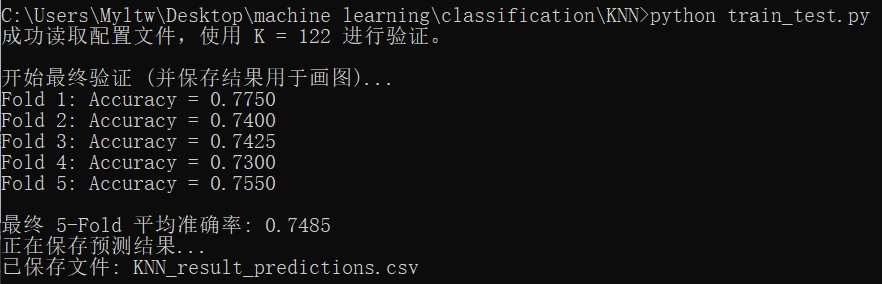 C:\Users\Myltw\Desktop\machine learning\classification\KNN>python train_test.py
成功读取配置文件，使用 K = 122 进行验证。
开始最终验证 (并保存结果用于画图)...
Fold 1: Accuracy = 0.7750
Fold 2: Accuracy = 0.7400
Fold 3: Accuracy = 0.7425
Fold 4: Accuracy = 0.7300
Fold 5: Accuracy = 0.7550
最终 5-Fold 平均准确率: 0.7485
正在保存预测结果...
已保存文件: KNN_result_predictions.csv